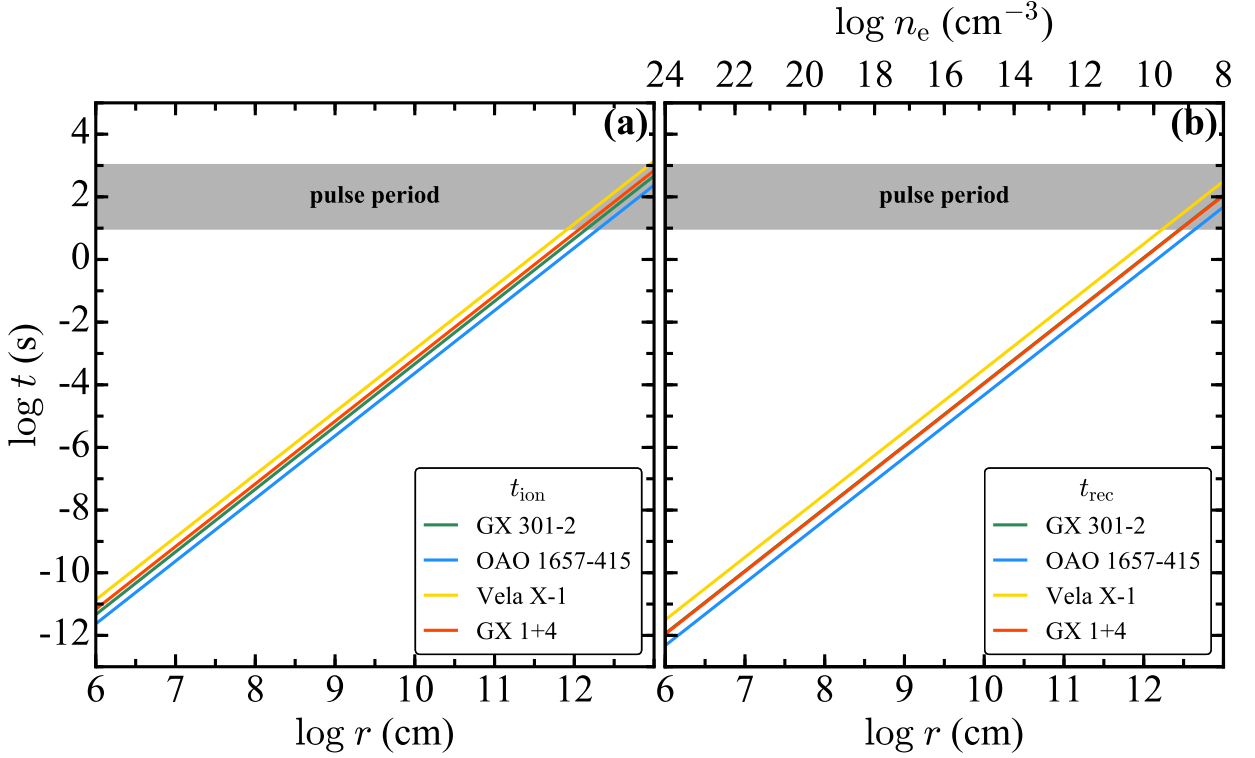 log nₑ (cm⁻³)
24 22 20 18 16 14 12 10 8
(a) (b)
4
2
0
-2
-4
-6
-8
-10
-12
log t (s)
pulse period
pulse period
t_ion
GX 301-2
OAO 1657-415
Vela X-1
GX 1+4
t_rec
GX 301-2
OAO 1657-415
Vela X-1
GX 1+4
6 7 8 9 10 11 12 6 7 8 9 10 11 12
log r (cm) log r (cm)